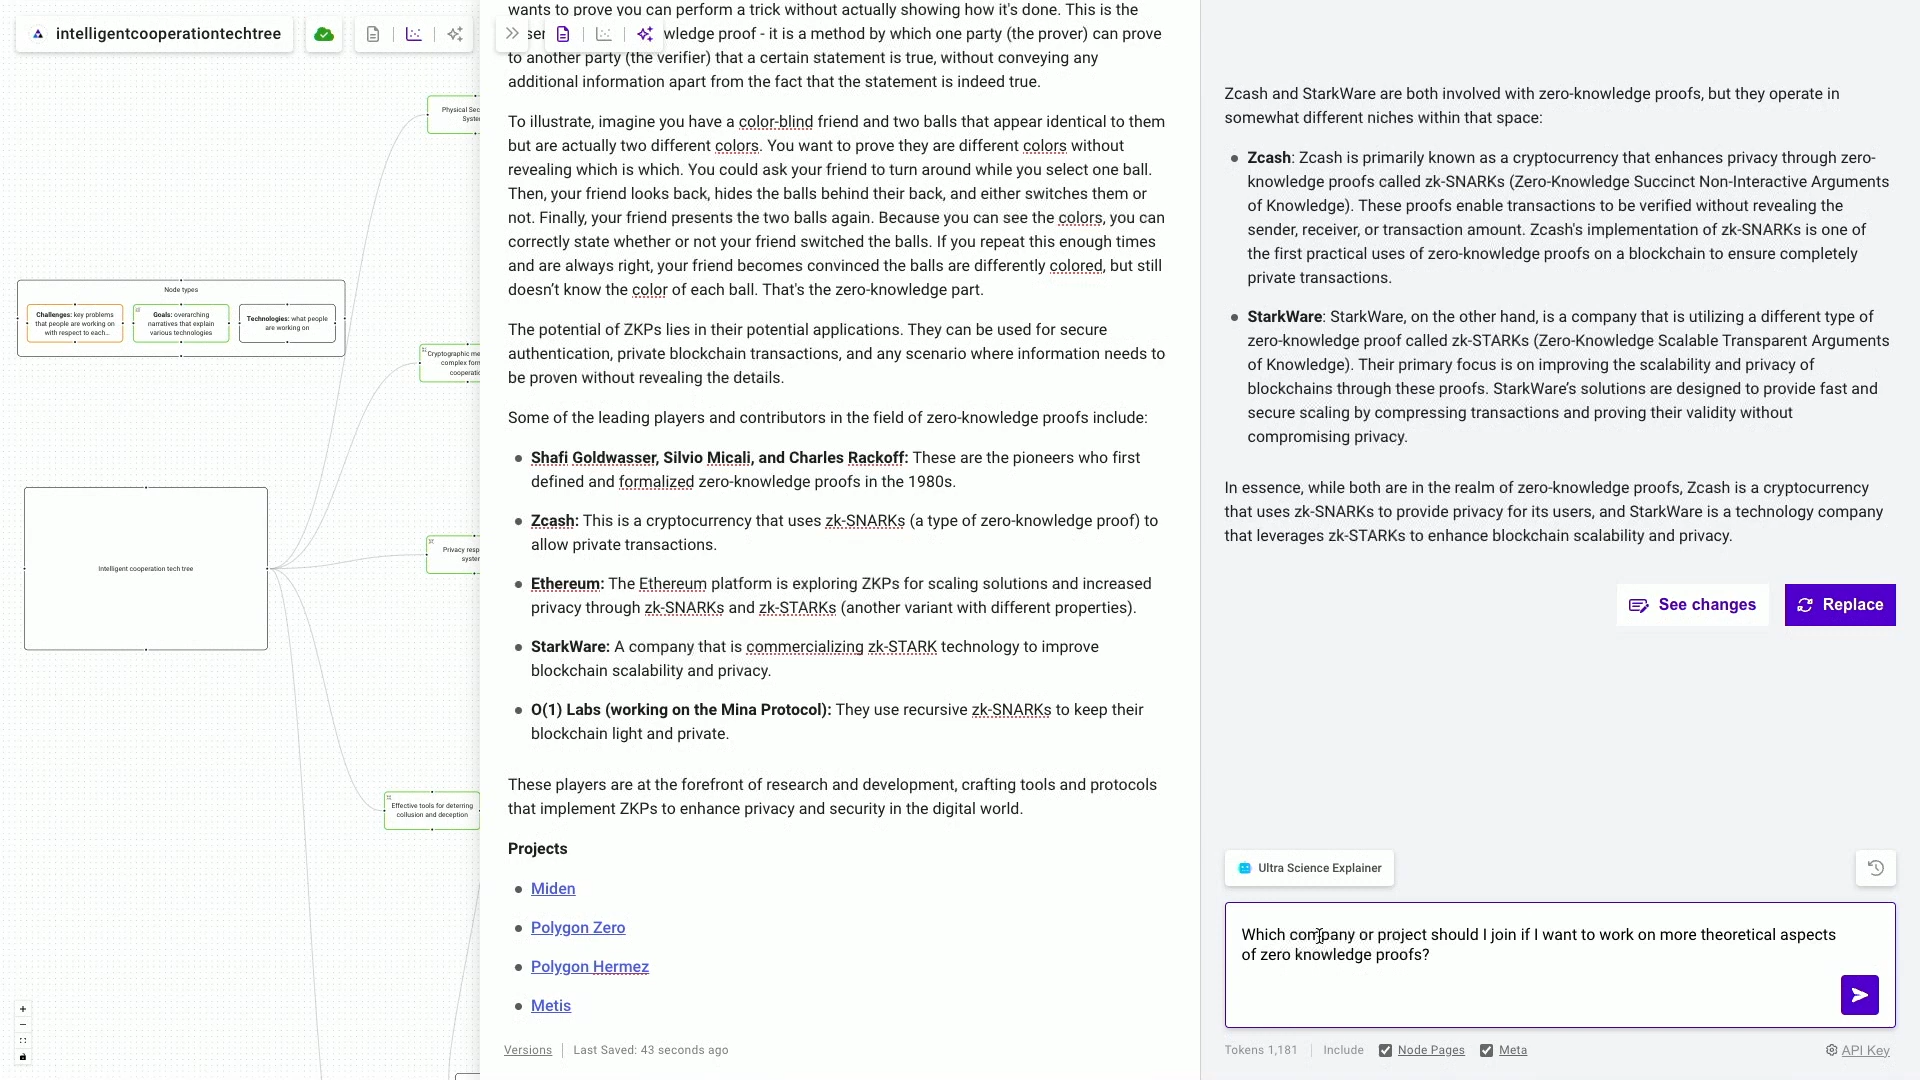 intelligentcooperationtechtree
Physical Sec
Syste
Node types
Challenges: key problems
that people are working on
with respect to each...
Goals: overarching
narratives that explain
various technologies
Technologies: what people
are working on
Cryptographic me
complex form
cooperatio
Intelligent cooperation tech tree
Privacy resp
system
Effective tools for deterring
collusion and deception
wants to prove you can perform a trick without actually showing how it's done. This is the
wledge proof - it is a method by which one party (the prover) can prove
to another party (the verifier) that a certain statement is true, without conveying any
additional information apart from the fact that the statement is indeed true.
To illustrate, imagine you have a color-blind friend and two balls that appear identical to them
but are actually two different colors. You want to prove they are different colors without
revealing which is which. You could ask your friend to turn around while you select one ball.
Then, your friend looks back, hides the balls behind their back, and either switches them or
not. Finally, your friend presents the two balls again. Because you can see the colors, you can
correctly state whether or not your friend switched the balls. If you repeat this enough times
and are always right, your friend becomes convinced the balls are differently colored, but still
doesn’t know the color of each ball. That's the zero-knowledge part.
The potential of ZKPs lies in their potential applications. They can be used for secure
authentication, private blockchain transactions, and any scenario where information needs to
be proven without revealing the details.
Some of the leading players and contributors in the field of zero-knowledge proofs include:
Shafi Goldwasser, Silvio Micali, and Charles Rackoff: These are the pioneers who first
defined and formalized zero-knowledge proofs in the 1980s.
Zcash: This is a cryptocurrency that uses zk-SNARKs (a type of zero-knowledge proof) to
allow private transactions.
Ethereum: The Ethereum platform is exploring ZKPs for scaling solutions and increased
privacy through zk-SNARKs and zk-STARKs (another variant with different properties).
StarkWare: A company that is commercializing zk-STARK technology to improve
blockchain scalability and privacy.
O(1) Labs (working on the Mina Protocol): They use recursive zk-SNARKs to keep their
blockchain light and private.
These players are at the forefront of research and development, crafting tools and protocols
that implement ZKPs to enhance privacy and security in the digital world.
Projects
Miden
Polygon Zero
Polygon Hermez
Metis
Versions
Last Saved: 43 seconds ago
Zcash and StarkWare are both involved with zero-knowledge proofs, but they operate in
somewhat different niches within that space:
Zcash: Zcash is primarily known as a cryptocurrency that enhances privacy through zero-
knowledge proofs called zk-SNARKs (Zero-Knowledge Succinct Non-Interactive Arguments
of Knowledge). These proofs enable transactions to be verified without revealing the
sender, receiver, or transaction amount. Zcash's implementation of zk-SNARKs is one of
the first practical uses of zero-knowledge proofs on a blockchain to ensure completely
private transactions.
StarkWare: StarkWare, on the other hand, is a company that is utilizing a different type of
zero-knowledge proof called zk-STARKs (Zero-Knowledge Scalable Transparent Arguments
of Knowledge). Their primary focus is on improving the scalability and privacy of
blockchains through these proofs. StarkWare’s solutions are designed to provide fast and
secure scaling by compressing transactions and proving their validity without
compromising privacy.
In essence, while both are in the realm of zero-knowledge proofs, Zcash is a cryptocurrency
that uses zk-SNARKs to provide privacy for its users, and StarkWare is a technology company
that leverages zk-STARKs to enhance blockchain scalability and privacy.
See changes
Replace
Ultra Science Explainer
Which company or project should I join if I want to work on more theoretical aspects
of zero knowledge proofs?
Tokens 1,181
Include
Node Pages
Meta
API Key